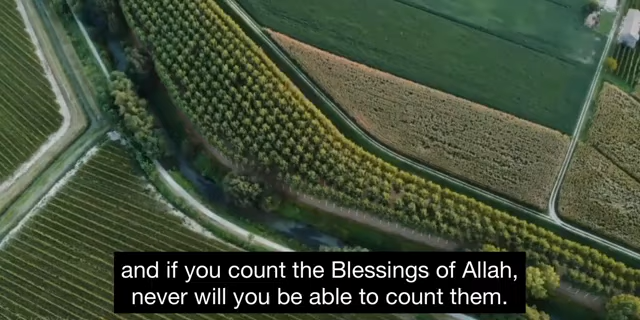 and if you count the Blessings of Allah,
never will you be able to count them.